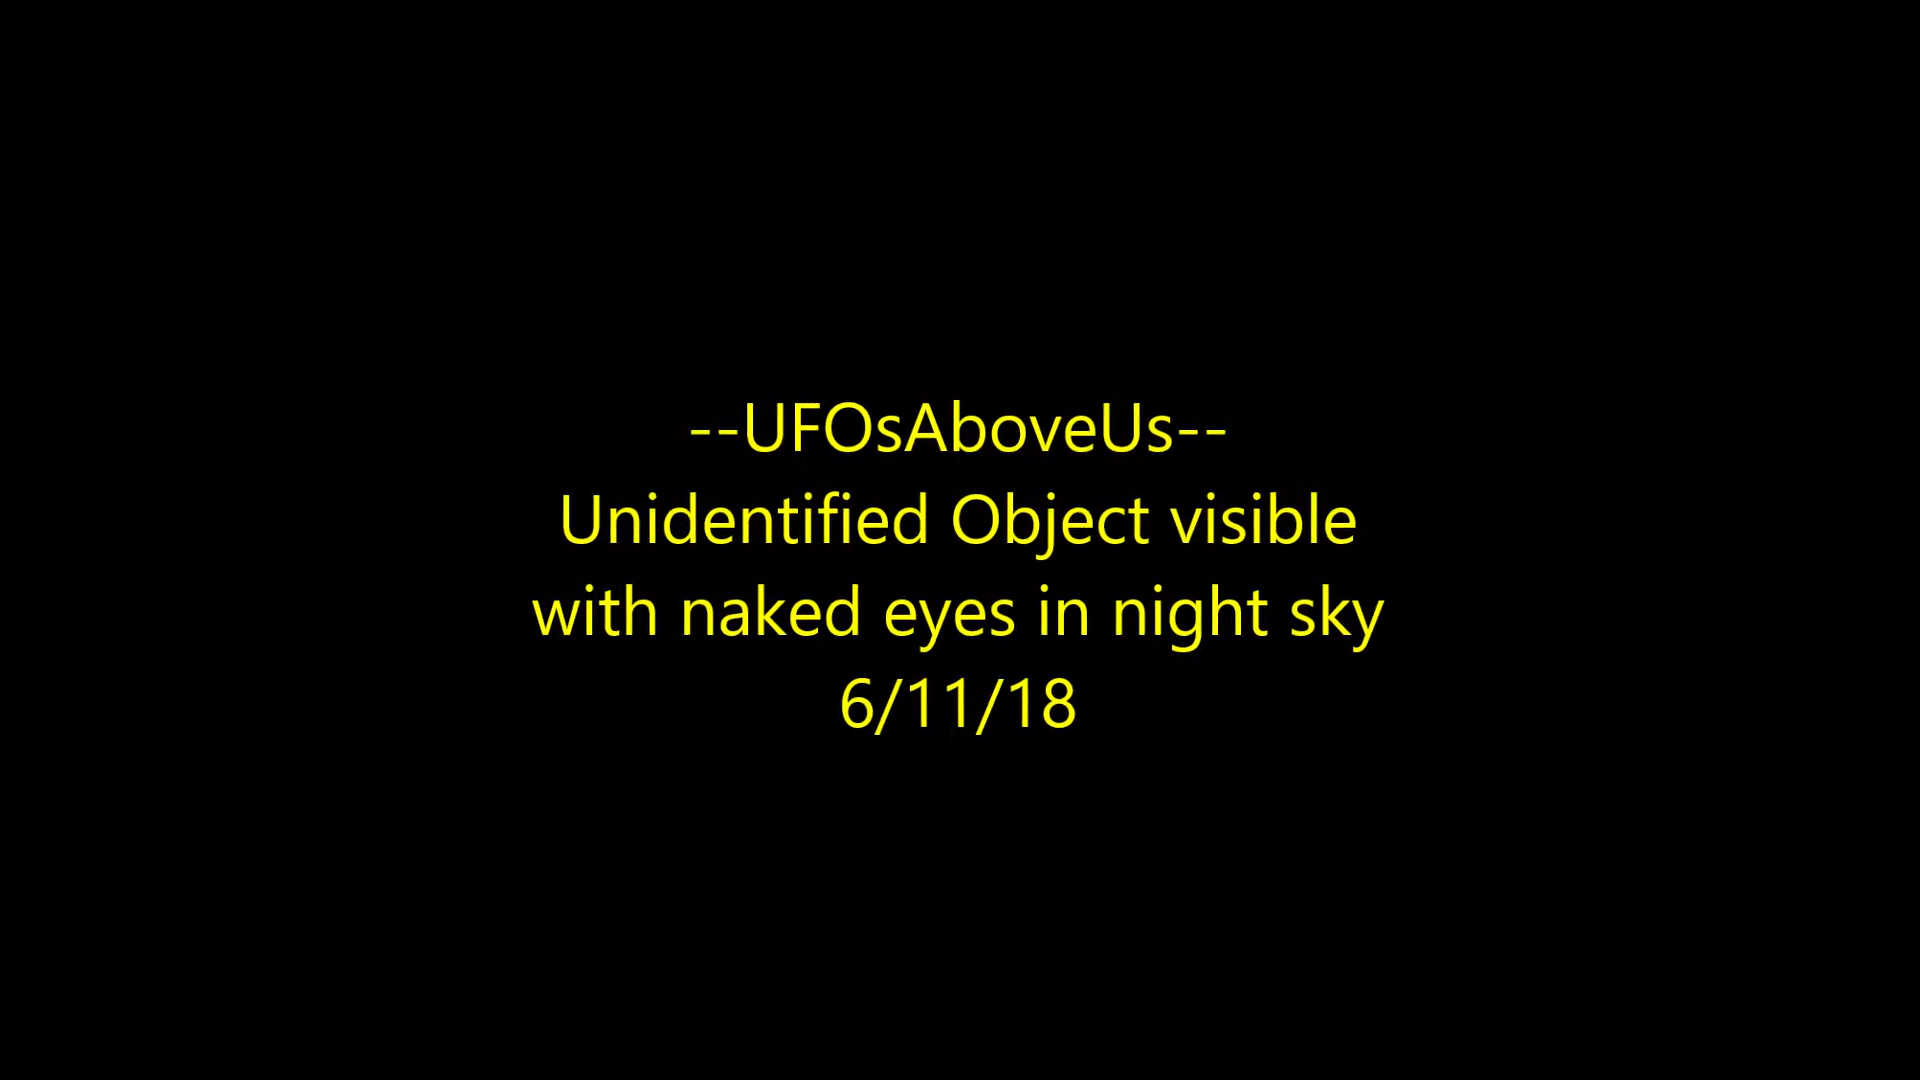 --UFOsAboveUs--
Unidentified Object visible
with naked eyes in night sky
6/11/18